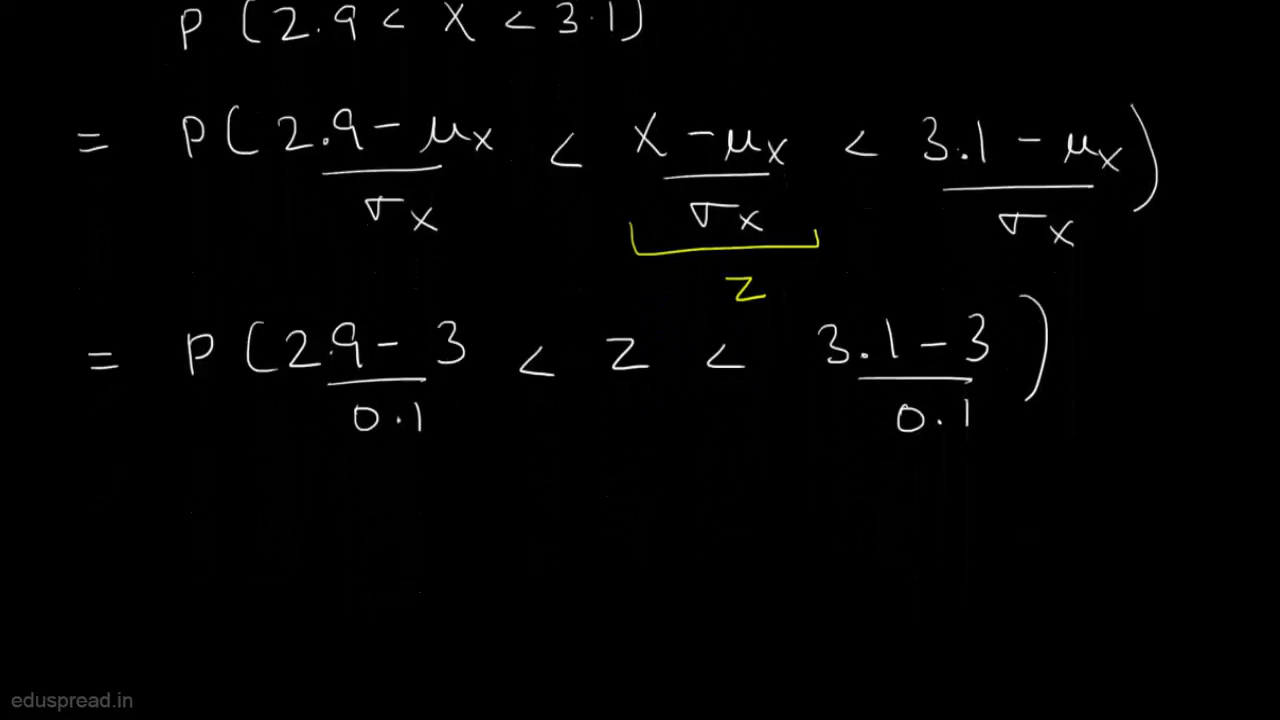 P (2.9 < X < 3.1)
= P( 2.9 - μx / σx < X - μx / σx < 3.1 - μx / σx )
z
= P( 2.9 - 3 / 0.1 < z < 3.1 - 3 / 0.1 )
eduspread.in